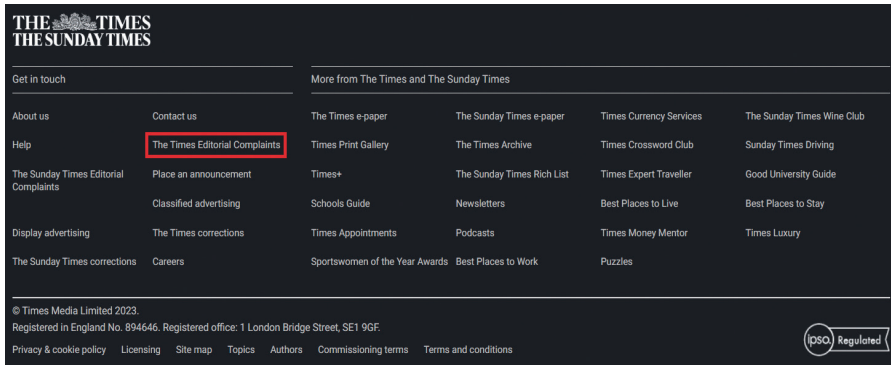 THE TIMES
THE SUNDAY TIMES
Get in touch
About us
Contact us
Help
The Times Editorial Complaints
The Sunday Times Editorial
Complaints
Place an announcement
Classified advertising
Display advertising
The Times corrections
The Sunday Times corrections
Careers
More from The Times and The Sunday Times
The Times e-paper
The Sunday Times e-paper
Times Currency Services
The Sunday Times Wine Club
Times Print Gallery
The Times Archive
Times Crossword Club
Sunday Times Driving
Times+
The Sunday Times Rich List
Times Expert Traveller
Good University Guide
Schools Guide
Newsletters
Best Places to Live
Best Places to Stay
Times Appointments
Podcasts
Times Money Mentor
Times Luxury
Sportswomen of the Year Awards
Best Places to Work
Puzzles
© Times Media Limited 2023.
Registered in England No. 894646. Registered office: 1 London Bridge Street, SE1 9GF.
Privacy & cookie policy Licensing Site map Topics Authors Commissioning terms Terms and conditions
ipso. Regulated